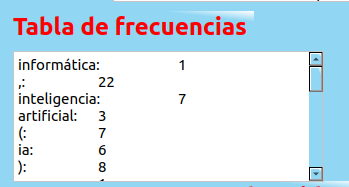 Tabla de frecuencias
informática: 1
,: 22
inteligencia: 7
artificial: 3
(: 7
ia: 6
): 8